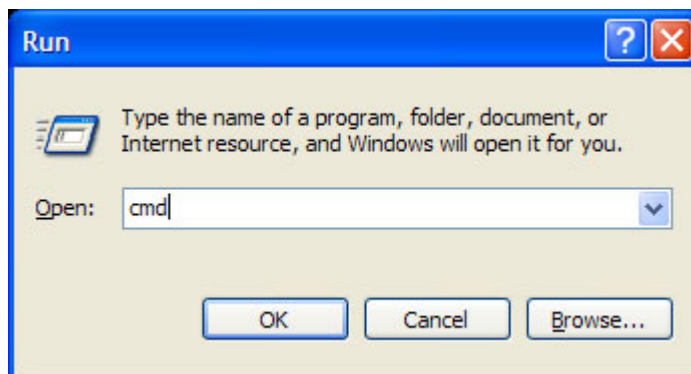 Run
Type the name of a program, folder, document, or
Internet resource, and Windows will open it for you.
Open: cmd
OK Cancel Browse...